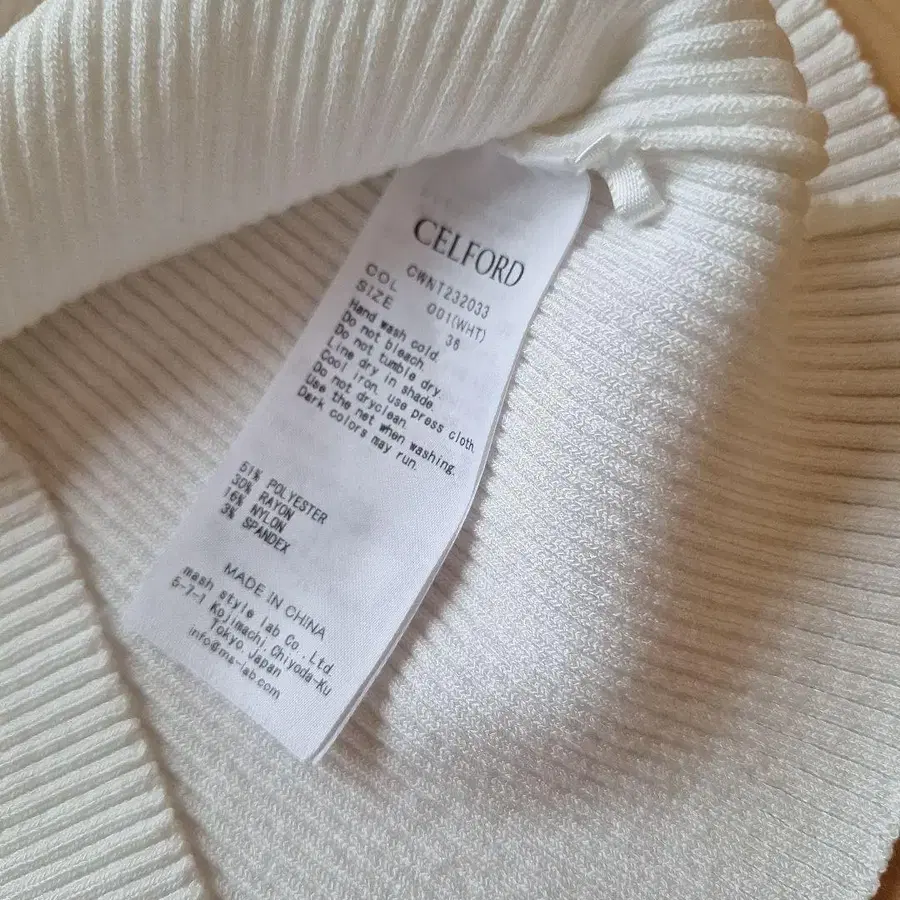 CELFORD
CWNT232033
COL 001(WHT)
SIZE 36
Hand wash cold.
Do not bleach.
Do not tumble dry.
Line dry in shade.
Cool iron. use press cloth.
Do not dryclean.
Use the net when washing.
Dark colors may run.
51% POLYESTER
30% RAYON
16% NYLON
3% SPANDEX
MADE IN CHINA
mash style lab Co.,Ltd.
5-7-1 Kojimachi,Chiyoda-Ku
Tokyo.Japan
info@ms-lab.com